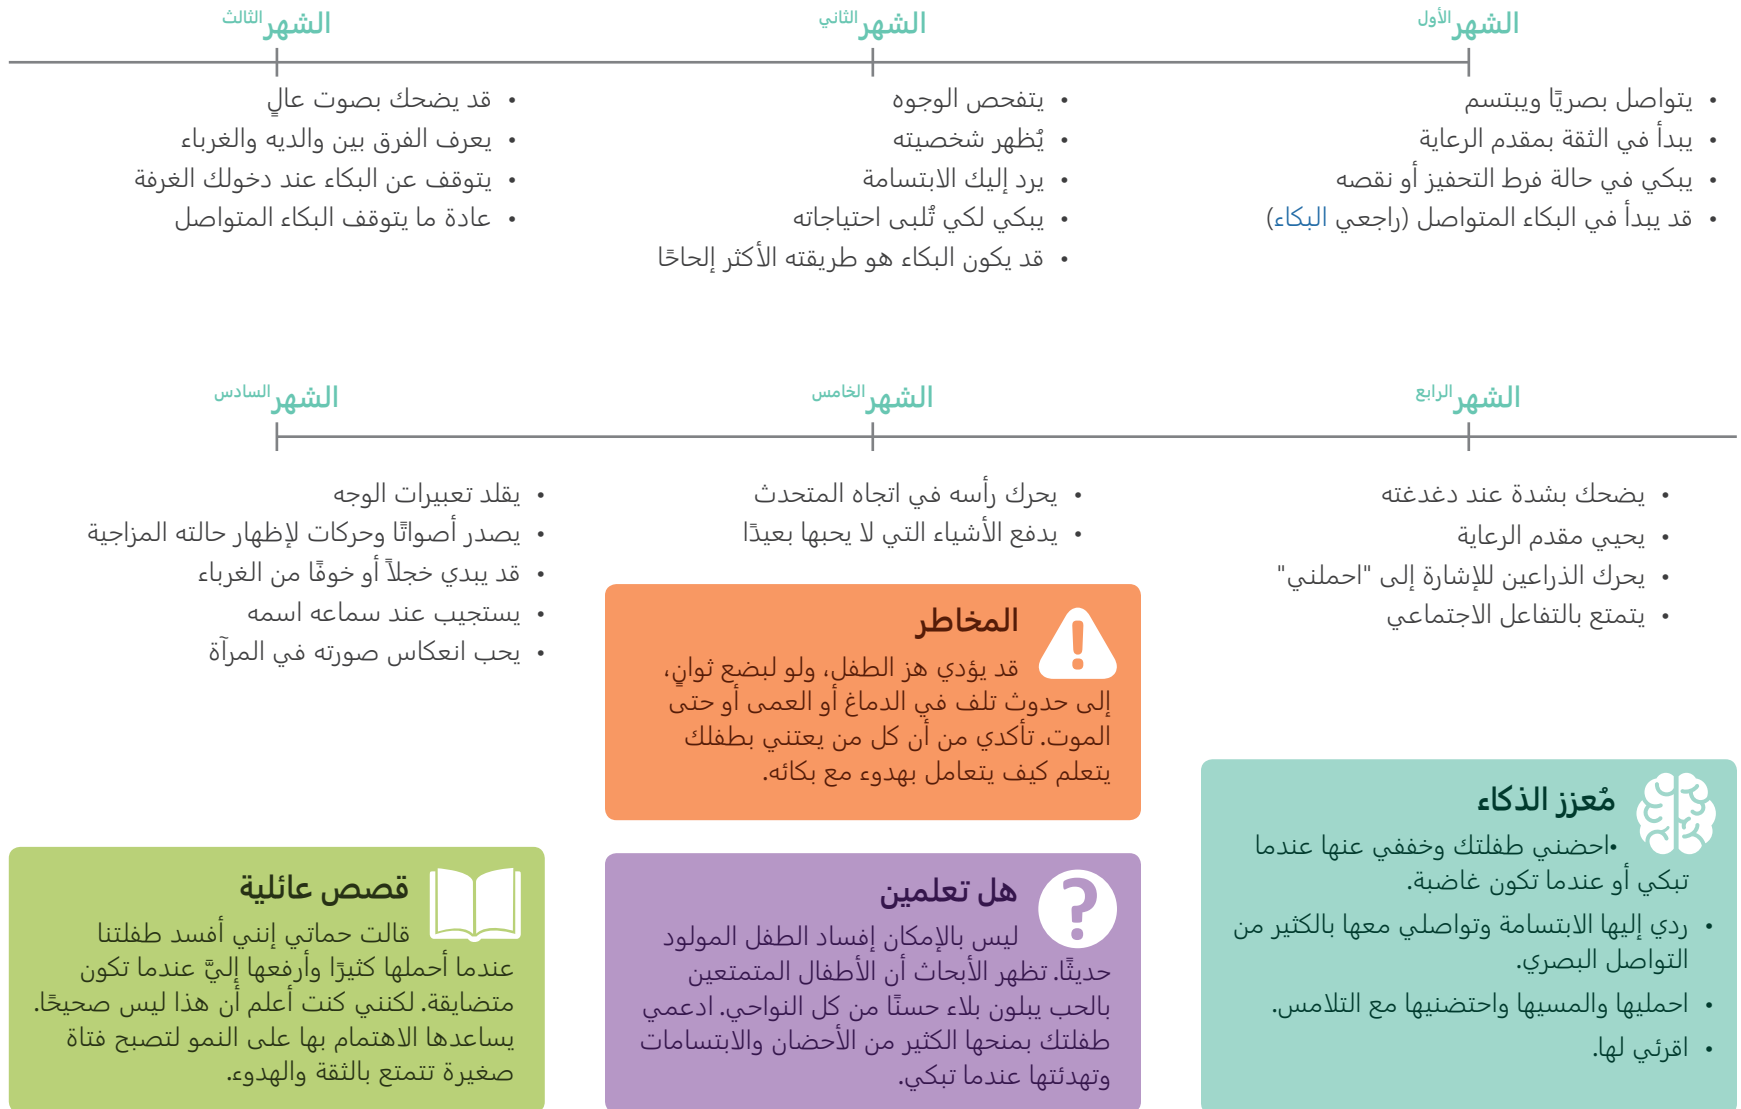 الشهر الأول
• يتواصل بصريًا ويبتسم
• يبدأ في الثقة بمقدم الرعاية
• يبكي في حالة فرط التحفيز أو نقصه
• قد يبدأ في البكاء المتواصل (راجعي البكاء)
الشهر الثاني
• يتفحص الوجوه
• يُظهر شخصيته
• يرد إليك الابتسامة
• يبكي لكي تُلبى احتياجاته
• قد يكون البكاء هو طريقته الأكثر إلحاحًا
الشهر الثالث
• قد يضحك بصوت عالٍ
• يعرف الفرق بين والديه والغرباء
• يتوقف عن البكاء عند دخولك الغرفة
• عادة ما يتوقف البكاء المتواصل
الشهر الرابع
• يضحك بشدة عند دغدغته
• يحيي مقدم الرعاية
• يحرك الذراعين للإشارة إلى "احملني"
• يتمتع بالتفاعل الاجتماعي
الشهر الخامس
• يحرك رأسه في اتجاه المتحدث
• يدفع الأشياء التي لا يحبها بعيدًا
الشهر السادس
• يقلد تعبيرات الوجه
• يصدر أصواتًا وحركات لإظهار حالته المزاجية
• قد يبدي خجلاً أو خوفًا من الغرباء
• يستجيب عند سماعه اسمه
• يحب انعكاس صورته في المرآة
مُعزز الذكاء
•احضني طفلتك وخففي عنها عندما
تبكي أو عندما تكون غاضبة.
• ردي إليها الابتسامة وتواصلي معها بالكثير من
التواصل البصري.
• احمليها والمسيها واحتضنيها مع التلامس.
• اقرئي لها.
المخاطر
قد يؤدي هز الطفل، ولو لبضع ثوانٍ،
إلى حدوث تلف في الدماغ أو العمى أو حتى
الموت. تأكدي من أن كل من يعتني بطفلك
يتعلم كيف يتعامل بهدوء مع بكائه.
هل تعلمين
ليس بالإمكان إفساد الطفل المولود
حديثًا. تظهر الأبحاث أن الأطفال المتمتعين
بالحب يبلون بلاء حسنًا من كل النواحي. ادعمي
طفلتك بمنحها الكثير من الأحضان والابتسامات
وتهدئتها عندما تبكي.
قصص عائلية
قالت حماتي إنني أفسد طفلتنا
عندما أحملها كثيرًا وأرفعها إليَّ عندما تكون
متضايقة. لكنني كنت أعلم أن هذا ليس صحيحًا.
يساعدها الاهتمام بها على النمو لتصبح فتاة
صغيرة تتمتع بالثقة والهدوء.